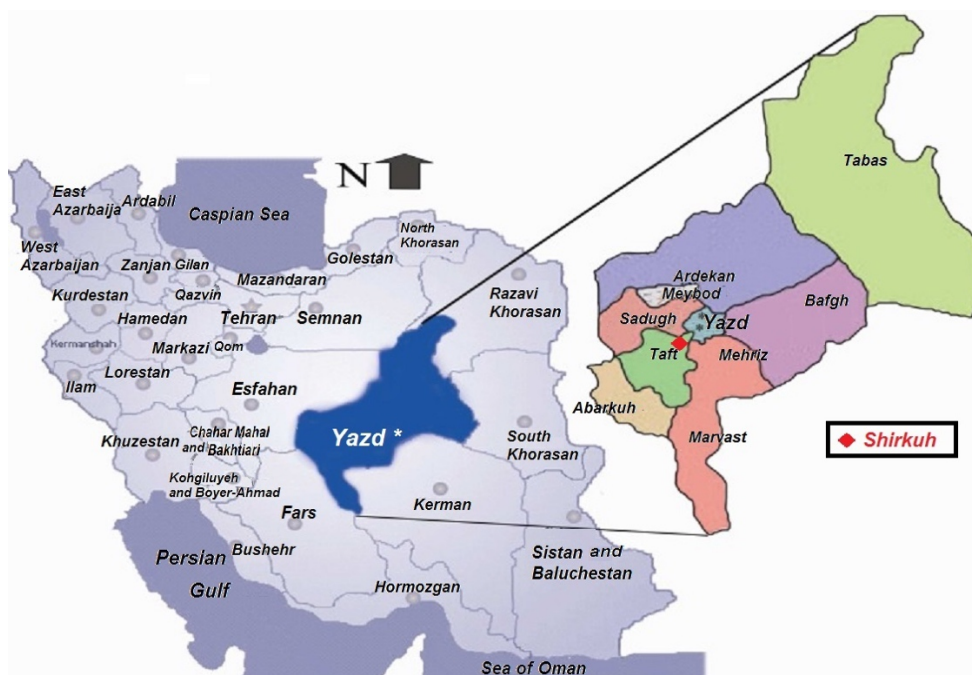 N
Caspian Sea
East
Azarbaija
Ardabil
West
Azarbaijan
Zanjan
Gilan
Qazvin
Mazandaran
Golestan
North
Khorasan
Razavi
Khorasan
Kurdestan
Hamedan
Tehran
Semnan
Kermanshah
Markazi
Qom
Ilam
Lorestan
Esfahan
Khuzestan
Chahar Mahal
and Bakhtiari
Yazd *
South
Khorasan
Kohgiluyeh
and Boyer-Ahmad
Fars
Kerman
Bushehr
Persian
Gulf
Hormozgan
Sistan and
Baluchestan
Sea of Oman
Tabas
Ardekan
Meybod
Bafgh
Sadugh
Yazd
Taft
Mehriz
Abarkuh
Marvast
Shirkuh